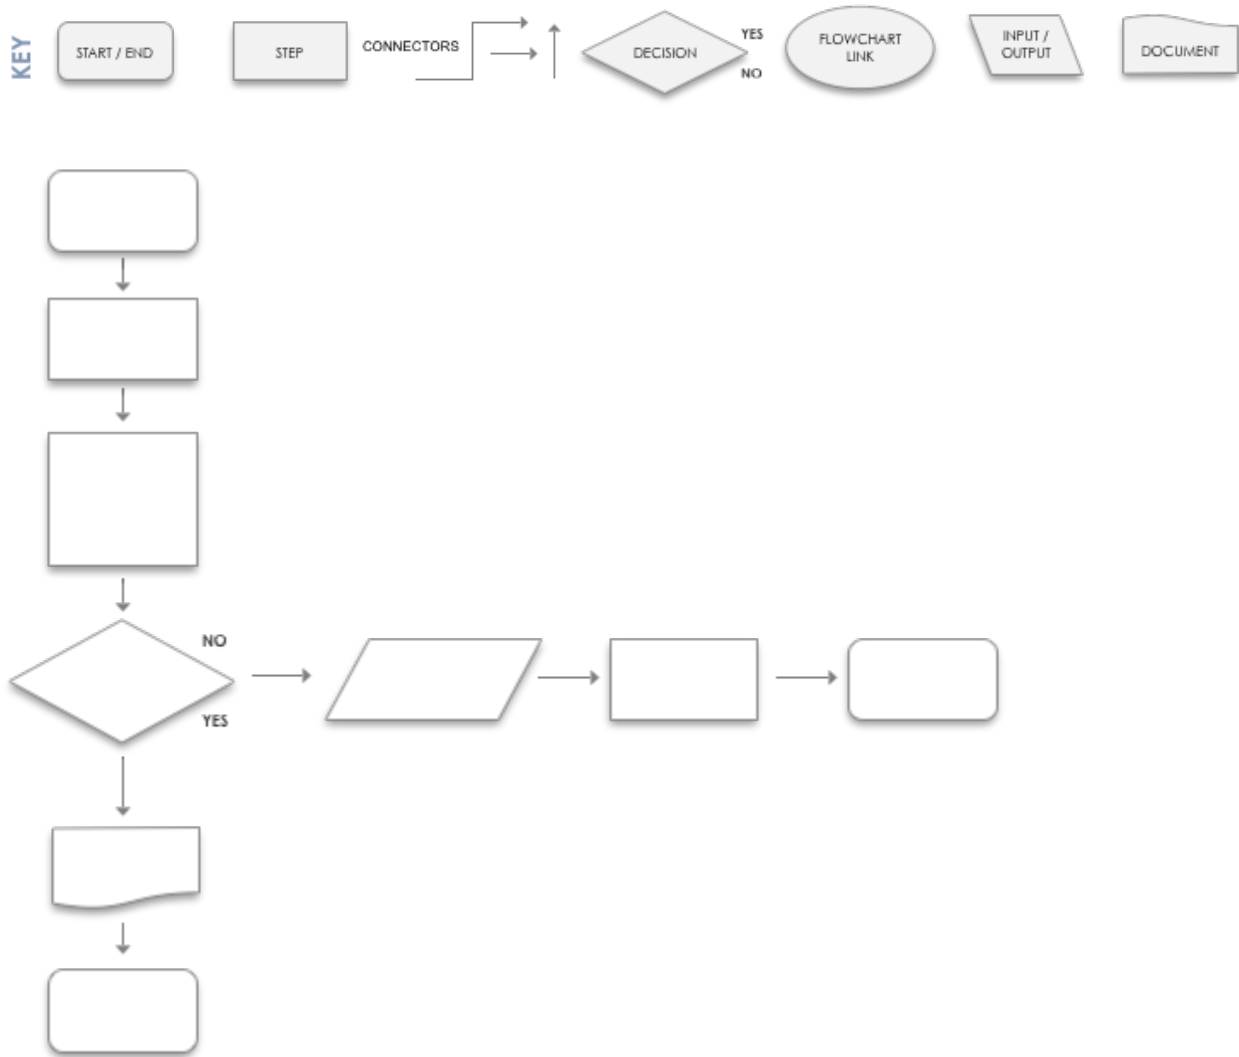 KEY
START / END
STEP
CONNECTORS
DECISION
YES
NO
FLOWCHART
LINK
INPUT /
OUTPUT
DOCUMENT
NO
YES